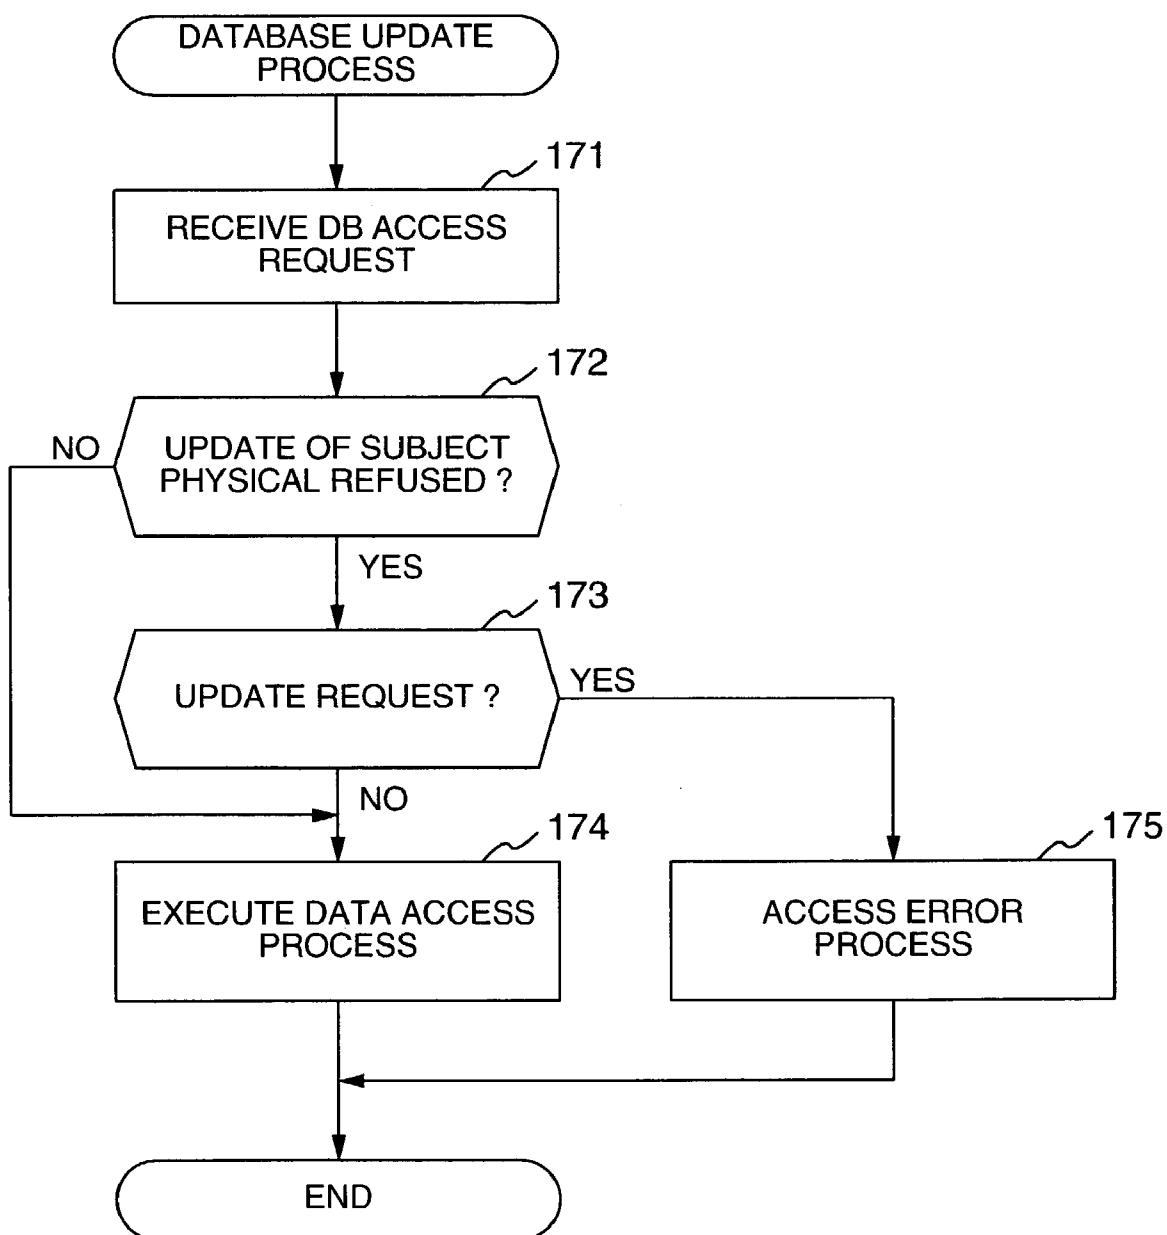 DATABASE UPDATE
PROCESS
171
RECEIVE DB ACCESS
REQUEST
172
NO
UPDATE OF SUBJECT
PHYSICAL REFUSED ?
YES
173
UPDATE REQUEST ?
YES
NO
174
175
EXECUTE DATA ACCESS
PROCESS
ACCESS ERROR
PROCESS
END